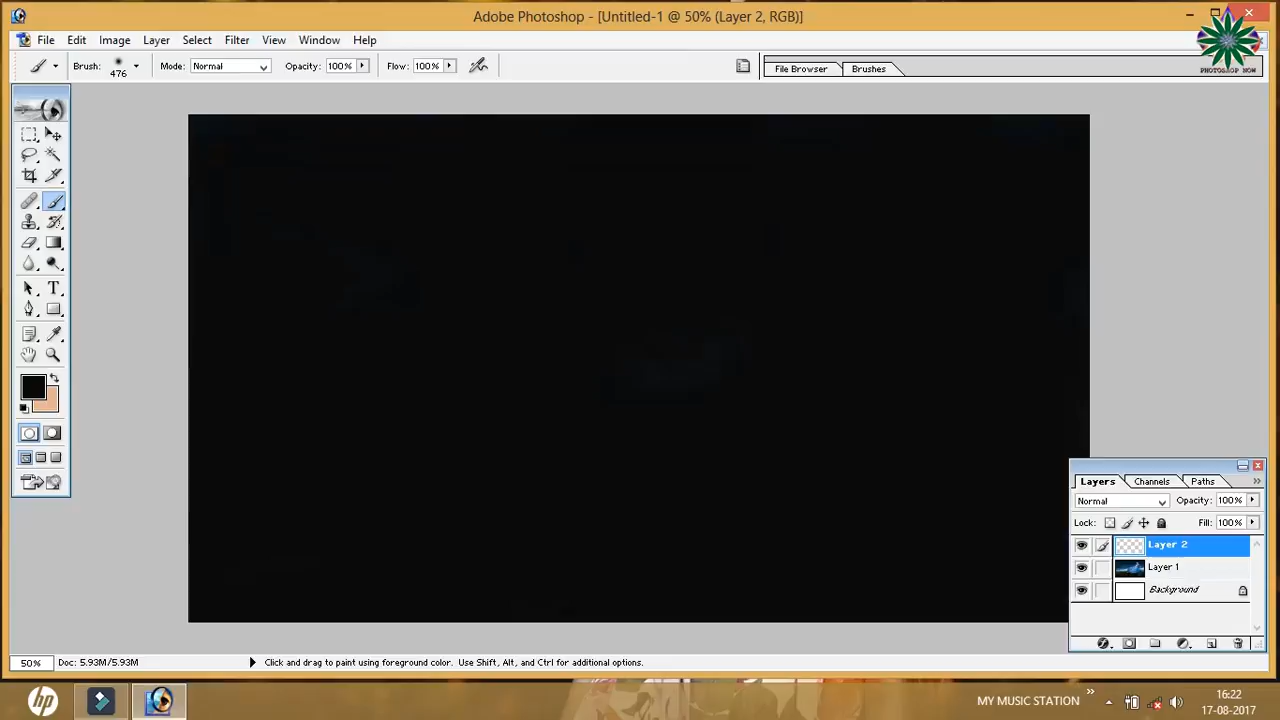 Adobe Photoshop - [Untitled-1 @ 50% (Layer 2, RGB)]
File Edit Image Layer Select Filter View Window Help
PHOTOSHOP NOW
Brush: 476 Mode: Normal Opacity: 100% Flow: 100% File Browser Brushes
T
Layers Channels Paths
Normal Opacity: 100%
Lock: Fill: 100%
Layer 2
Layer 1
Background
50% Doc: 5.93M/5.93M Click and drag to paint using foreground color. Use Shift, Alt, and Ctrl for additional options.
hp MY MUSIC STATION 16:22
17-08-2017